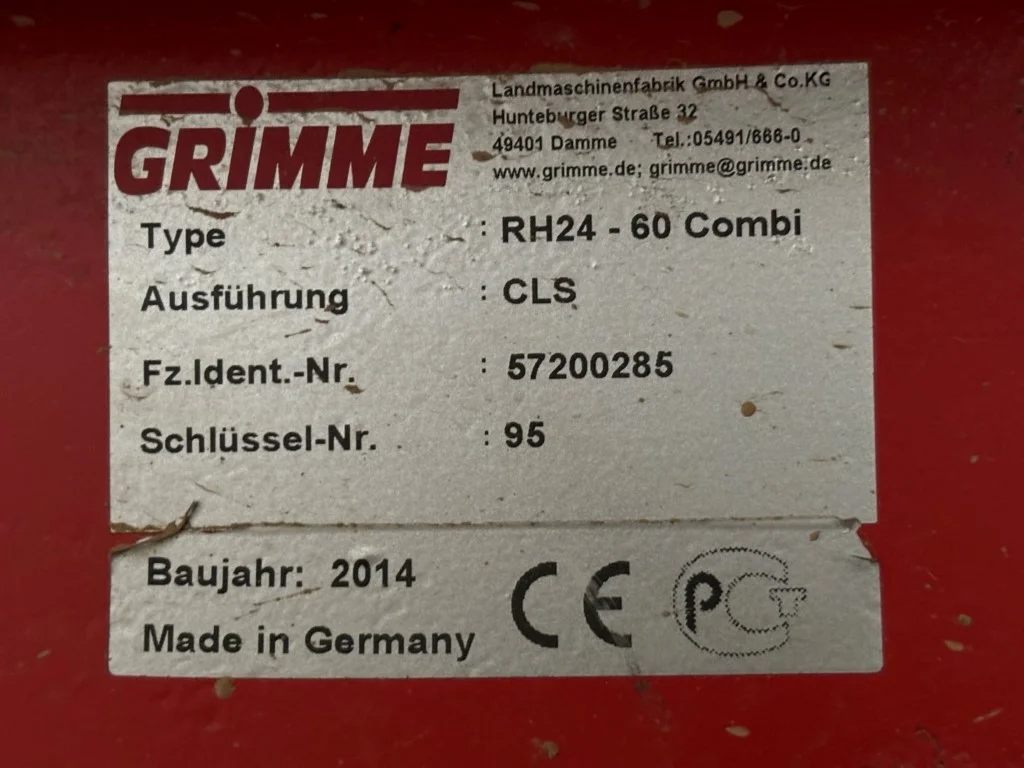 GRIMME
Landmaschinenfabrik GmbH & Co.KG
Hunteburger Straße 32
49401 Damme Tel.:05491/666-0
www.grimme.de; grimme@grimme.de
Type : RH24 - 60 Combi
Ausführung : CLS
Fz.Ident.-Nr. : 57200285
Schlüssel-Nr. : 95
Baujahr: 2014
Made in Germany
CE PG